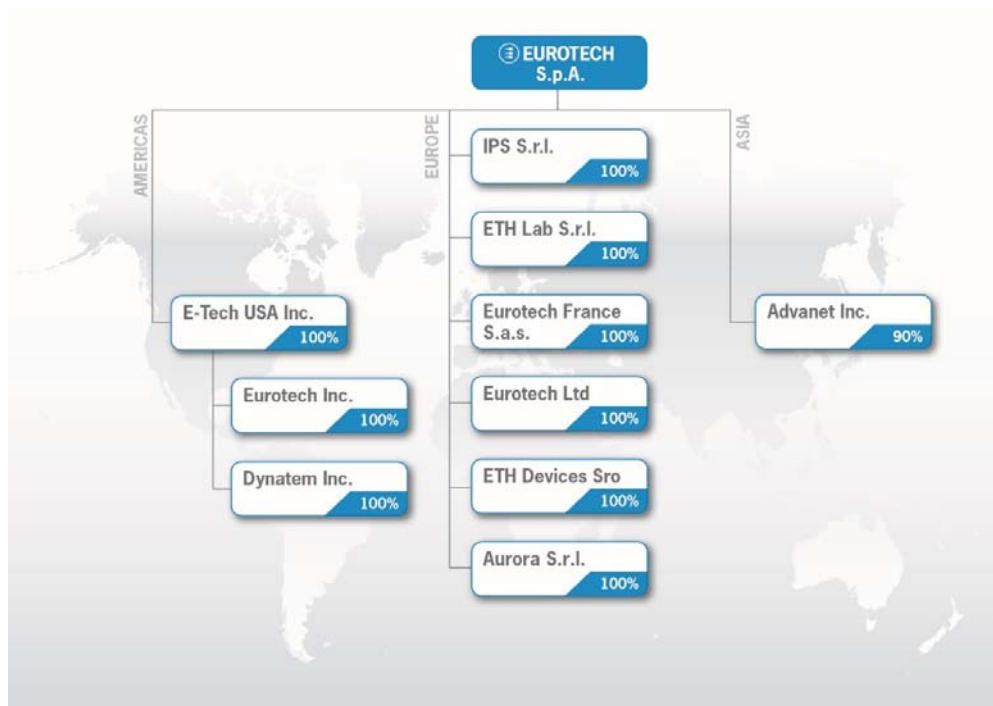 EUROTECH
S.p.A.
AMERICAS
EUROPE
ASIA
IPS S.r.l.
100%
ETH Lab S.r.l.
100%
E-Tech USA Inc.
100%
Eurotech France
S.a.s.
100%
Advanet Inc.
90%
Eurotech Inc.
100%
Eurotech Ltd
100%
Dynatem Inc.
100%
ETH Devices Sro
100%
Aurora S.r.l.
100%